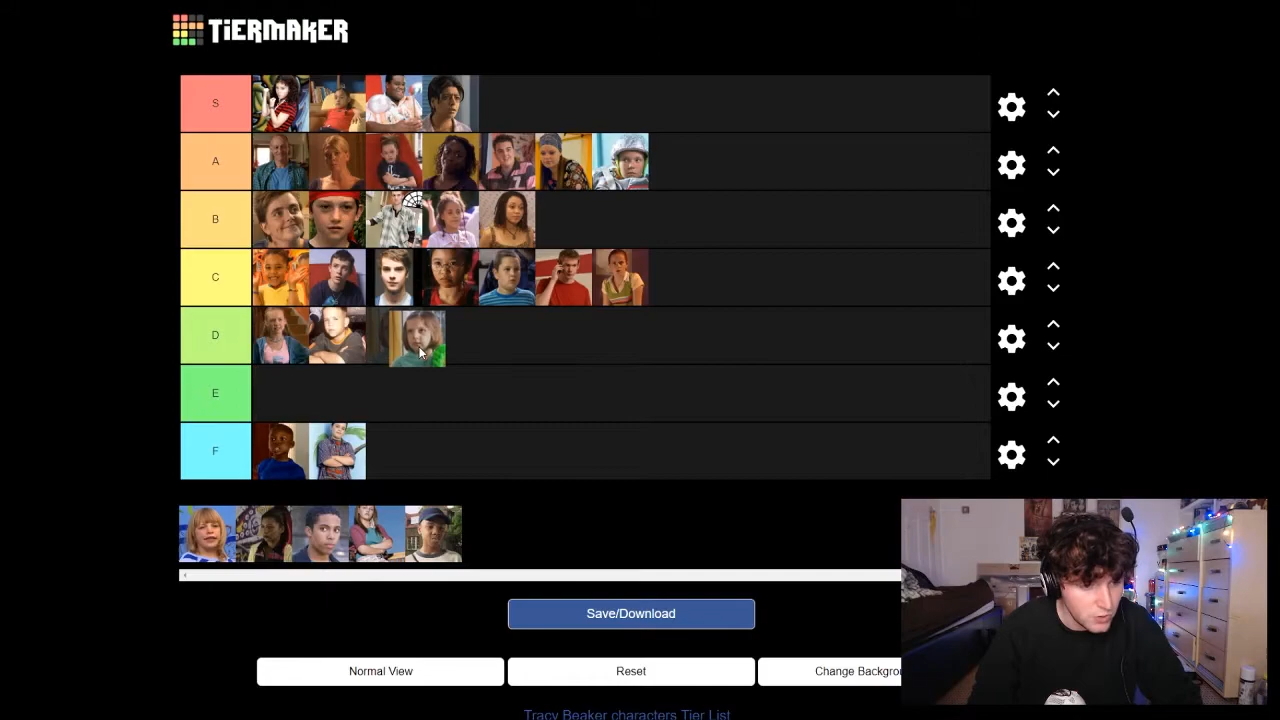 TiERMAKER
S
A
B
C
D
E
F
Save/Download
Normal View
Reset
Change Backgro
Tracy Beaker characters Tier List